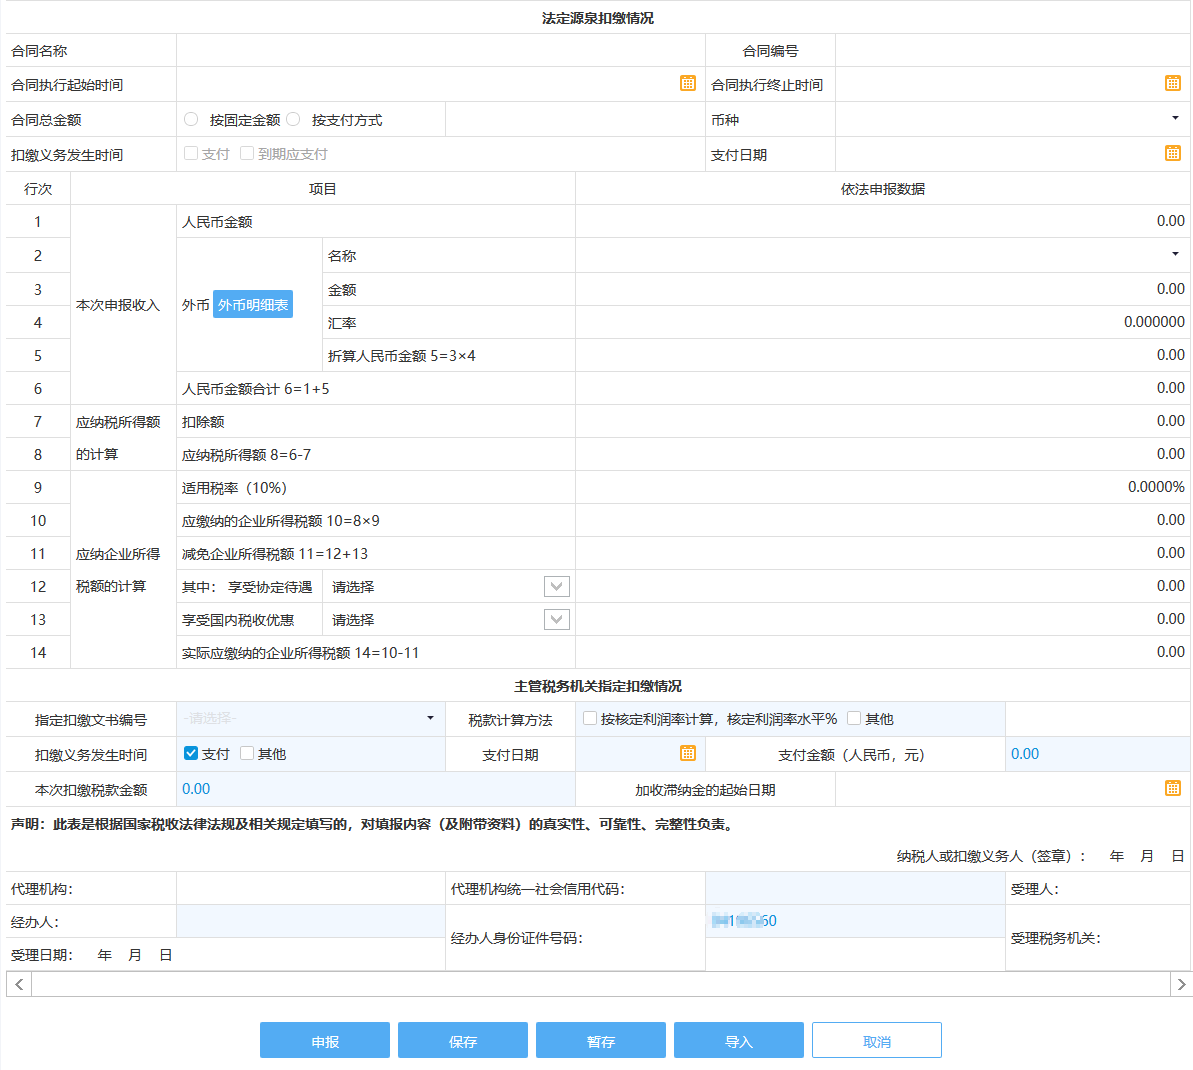 法定源泉扣缴情况
合同名称 合同编号
合同执行起始时间 合同执行终止时间
合同总金额 按固定金额 按支付方式 币种
扣缴义务发生时间 支付 到期应支付 支付日期
行次 项目 依法申报数据
1 人民币金额 0.00
2 名称
3 金额 0.00
本次申报收入 外币 外币明细表
4 汇率 0.000000
5 折算人民币金额 5=3×4 0.00
6 人民币金额合计 6=1+5 0.00
7 应纳税所得额 扣除额 0.00
8 的计算 应纳税所得额 8=6-7 0.00
9 适用税率（10%） 0.0000%
10 应缴纳的企业所得税额 10=8×9 0.00
11 应纳企业所得 减免企业所得税额 11=12+13 0.00
12 税额的计算 其中： 享受协定待遇 请选择 0.00
13 享受国内税收优惠 请选择 0.00
14 实际应缴纳的企业所得税额 14=10-11 0.00
主管税务机关指定扣缴情况
指定扣缴文书编号 -请选择- 税款计算方法 按核定利润率计算，核定利润率水平% 其他
扣缴义务发生时间 支付 其他 支付日期 支付金额（人民币，元） 0.00
本次扣缴税款金额 0.00 加收滞纳金的起始日期
声明：此表是根据国家税收法律法规及相关规定填写的，对填报内容（及附带资料）的真实性、可靠性、完整性负责。
纳税人或扣缴义务人（签章）： 年 月 日
代理机构： 代理机构统一社会信用代码： 受理人：
经办人： 60
经办人身份证件号码： 受理税务机关：
受理日期： 年 月 日
申报 保存 暂存 导入 取消